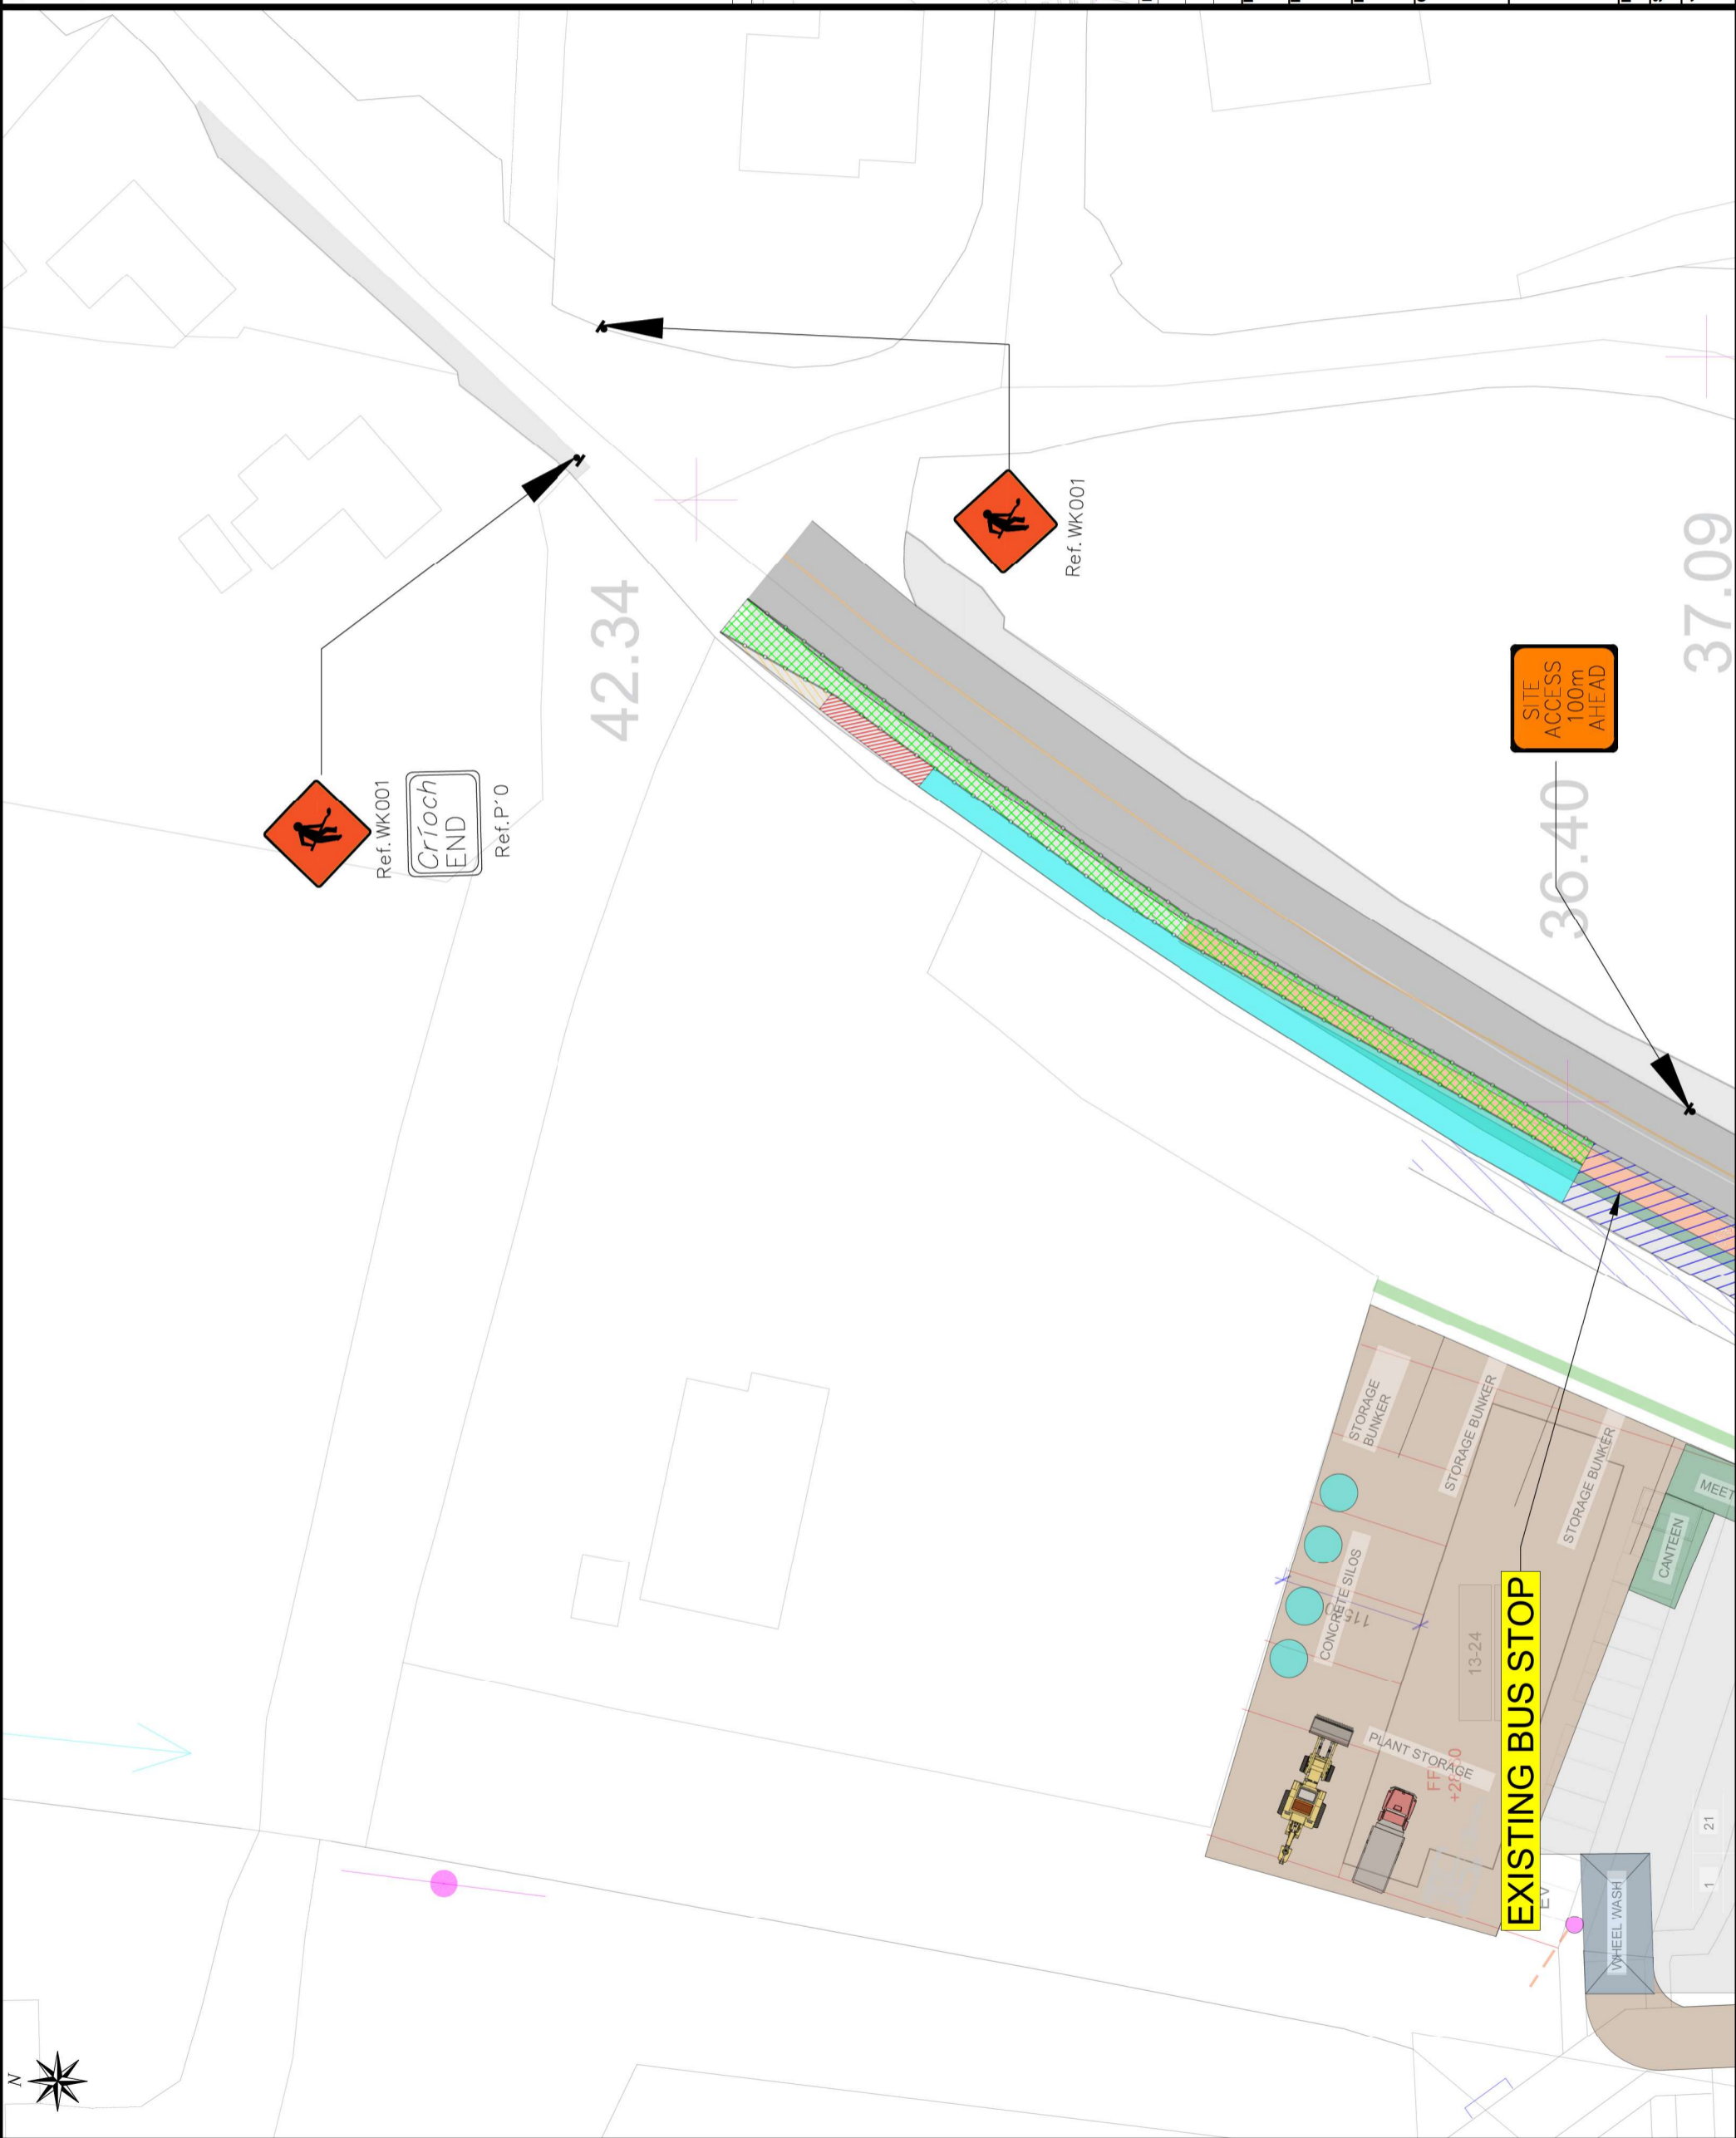 Ref. WK001
Críoch
END
Ref.P'0
42.34
Ref. WK001
SITE
ACCESS
100m
AHEAD
36.40
37.09
STORAGE
BUNKER
STORAGE BUNKER
STORAGE BUNKER
MEET
CANTEEN
CONCRETE SILOS
13-24
PLANT STORAGE
EXISTING BUS STOP
EV
WHEEL WASH
1
21
N